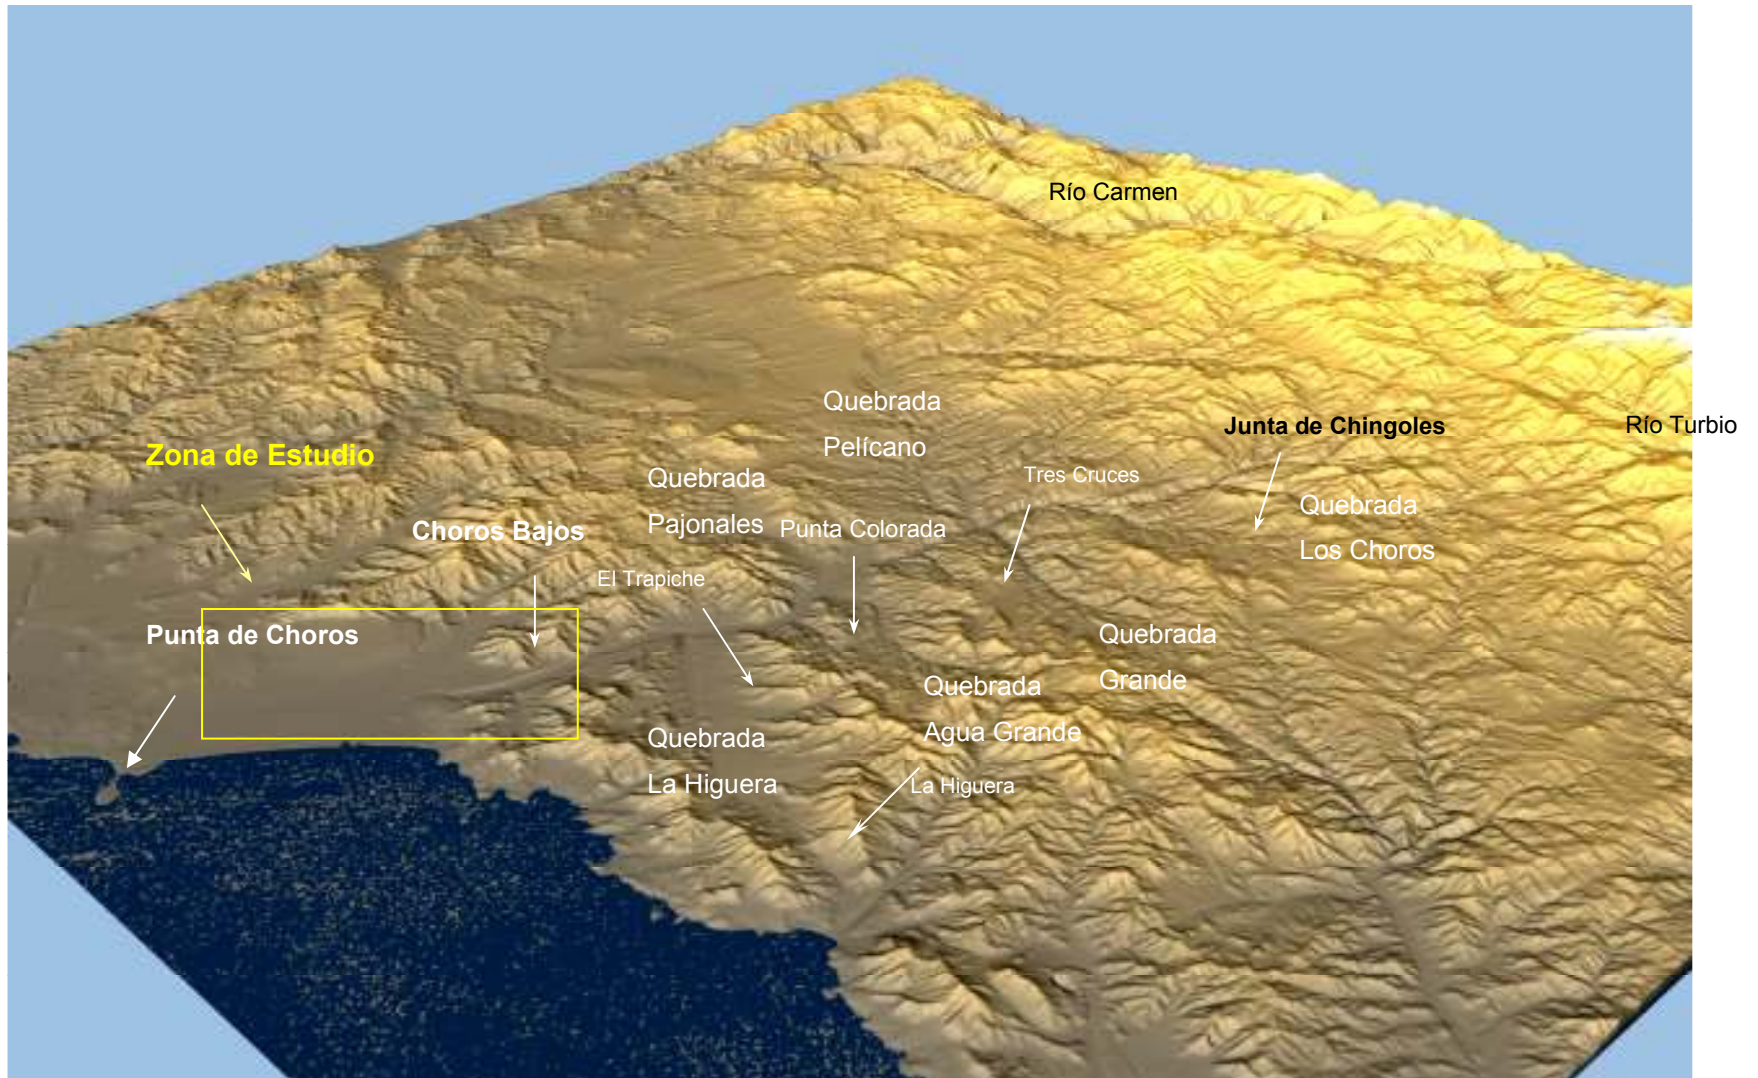 Río Carmen
Quebrada
Pelícano
Junta de Chingoles
Río Turbio
Zona de Estudio
Quebrada
Pajonales
Tres Cruces
Quebrada
Los Choros
Choros Bajos
Punta Colorada
El Trapiche
Punta de Choros
Quebrada
Grande
Quebrada
Agua Grande
Quebrada
La Higuera
La Higuera